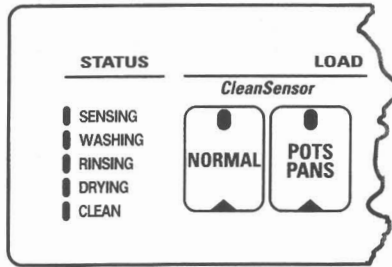 STATUS
LOAD
CleanSensor
SENSING
WASHING
RINSING
DRYING
CLEAN
NORMAL
POTS
PANS